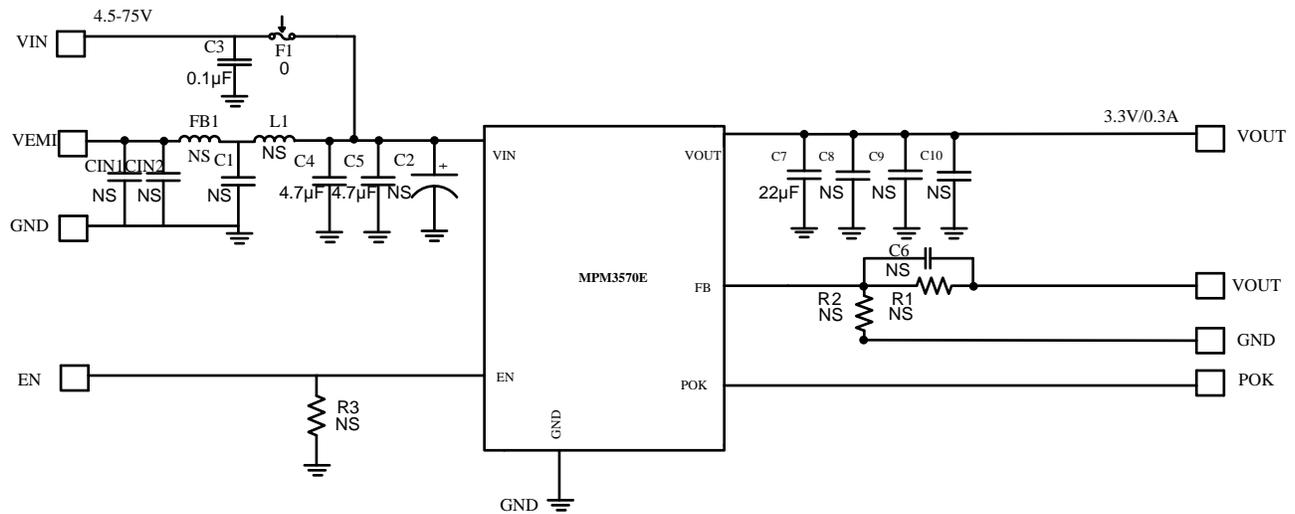 4.5-75V
VIN
C3
0.1µF
F1
0
VEMI
FB1
NS
L1
NS
CIN1
NS
CIN2
NS
C1
NS
C4
4.7µF
C5
4.7µF
C2
NS
+
GND
VIN
VOUT
MPM3570E
FB
EN
POK
GND
3.3V/0.3A
VOUT
C7
22µF
C8
NS
C9
NS
C10
NS
C6
NS
R2
NS
R1
NS
VOUT
GND
POK
EN
R3
NS
GND